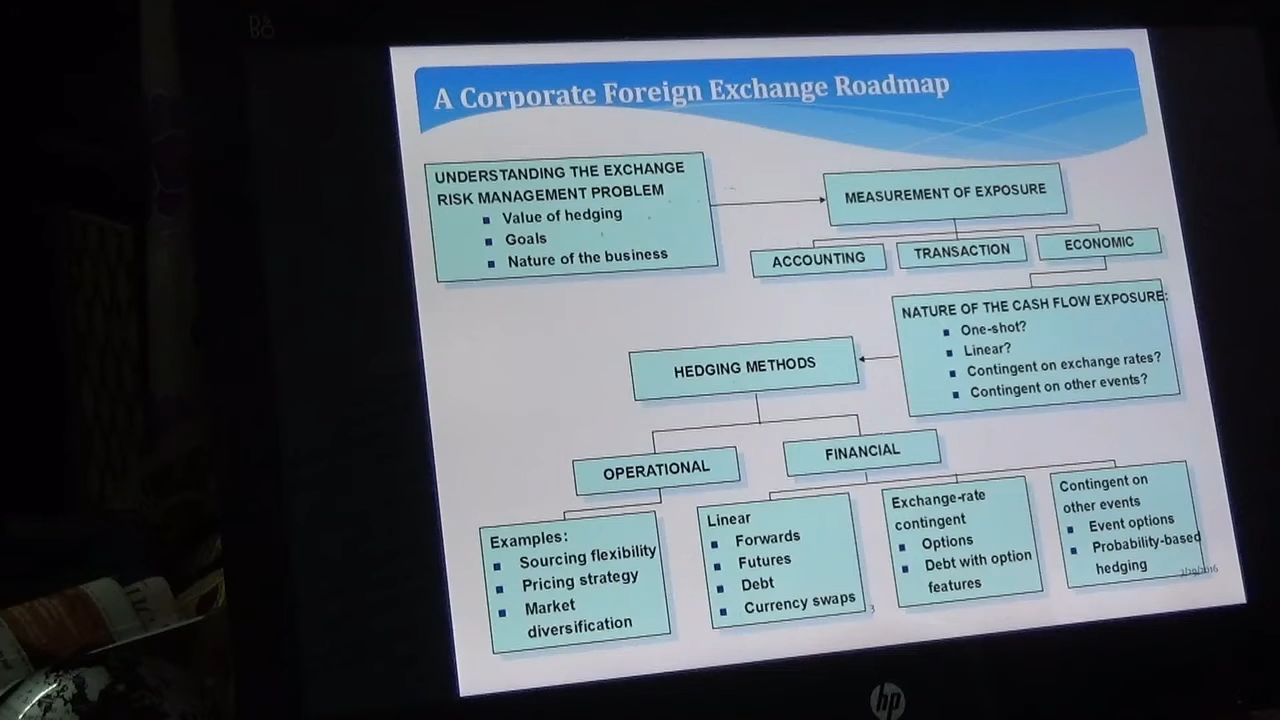 A Corporate Foreign Exchange Roadmap
UNDERSTANDING THE EXCHANGE
RISK MANAGEMENT PROBLEM
Value of hedging
Goals
Nature of the business
MEASUREMENT OF EXPOSURE
ACCOUNTING
TRANSACTION
ECONOMIC
NATURE OF THE CASH FLOW EXPOSURE:
One-shot?
Linear?
Contingent on exchange rates?
Contingent on other events?
HEDGING METHODS
OPERATIONAL
FINANCIAL
Examples:
Sourcing flexibility
Pricing strategy
Market
diversification
Linear
Forwards
Futures
Debt
Currency swaps
Exchange-rate
contingent
Options
Debt with option
features
Contingent on
other events
Event options
Probability-based
hedging
3
hp